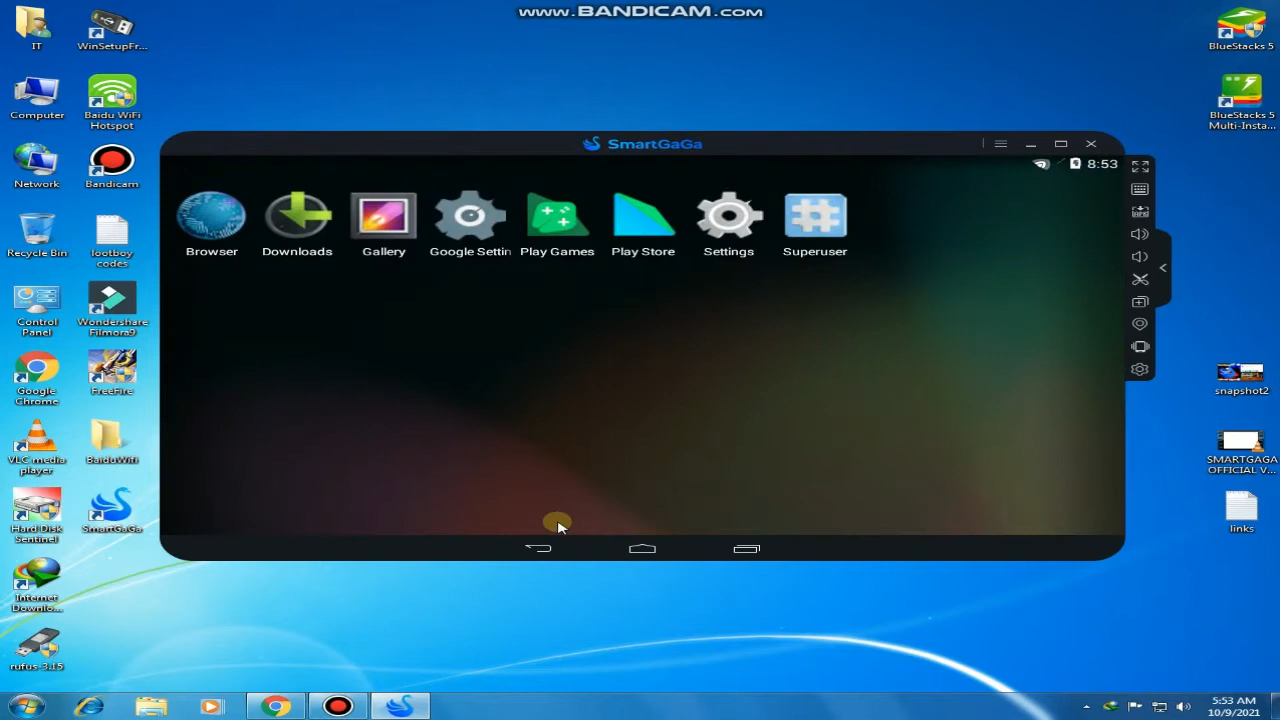 www.BANDICAM.com
IT
WinSetupFr...
Computer
Baidu WiFi
Hotspot
Network
Bandicam
Recycle Bin
lootboy
codes
Control
Panel
Wondershare
Filmora9
Google
Chrome
FreeFire
VLC media
player
BaiduWifi
Hard Disk
Sentinel
SmartGaGa
Internet
Downlo...
rufus-3.15
SmartGaGa
8:53
Browser
Downloads
Gallery
Google Settin
Play Games
Play Store
Settings
Superuser
BlueStacks 5
BlueStacks 5
Multi-Insta...
snapshot2
SMARTGAGA
OFFICIAL V...
links
5:53 AM
10/9/2021